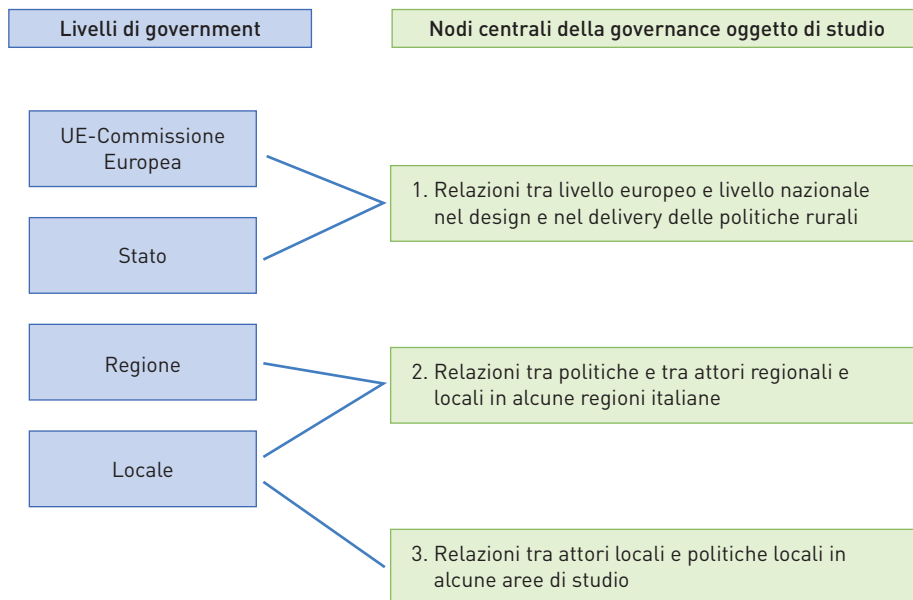 Livelli di government
Nodi centrali della governance oggetto di studio
UE-Commissione
Europea
Stato
Regione
Locale
1. Relazioni tra livello europeo e livello nazionale
nel design e nel delivery delle politiche rurali
2. Relazioni tra politiche e tra attori regionali e
locali in alcune regioni italiane
3. Relazioni tra attori locali e politiche locali in
alcune aree di studio